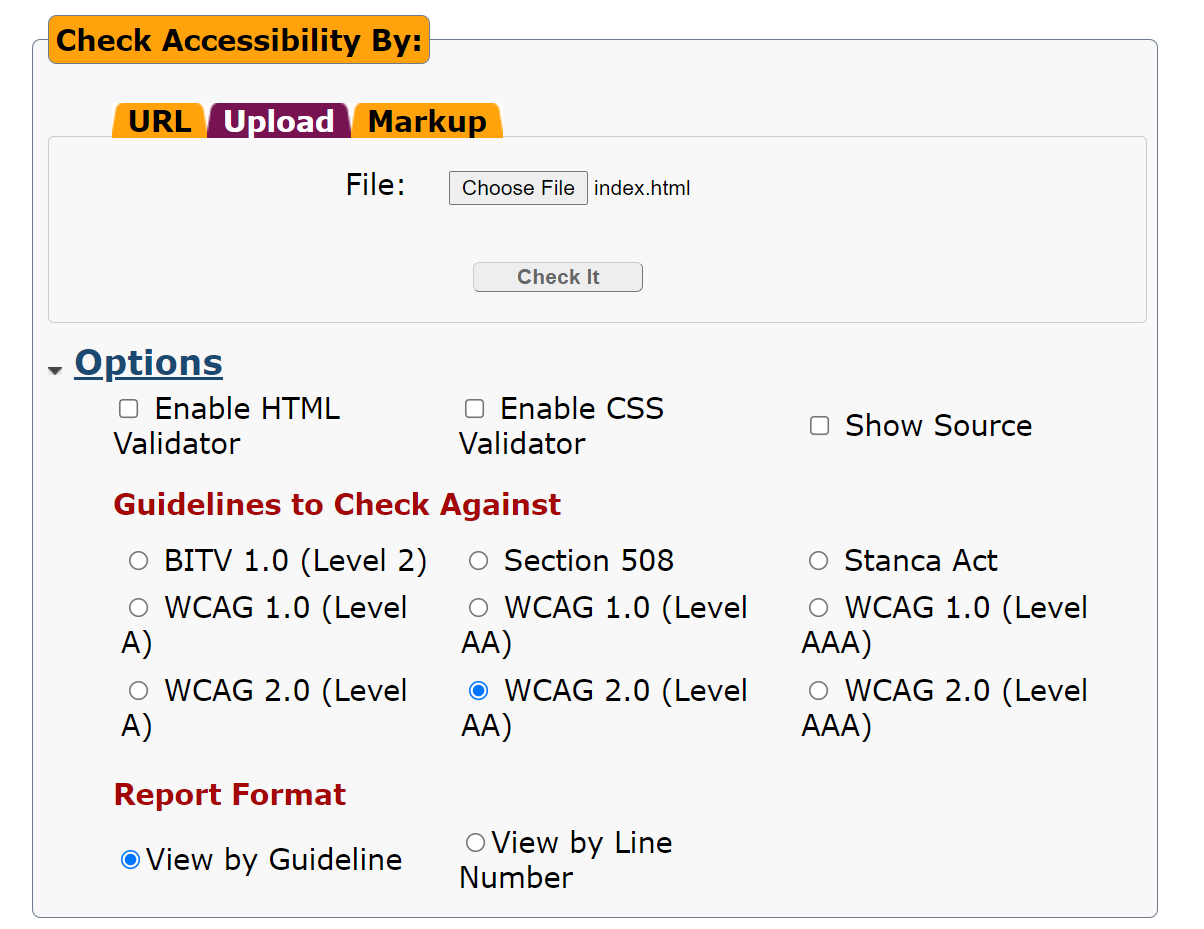 Check Accessibility By:
URL Upload Markup
File: Choose File index.html
Check It
Options
Enable HTML
Validator
Enable CSS
Validator
Show Source
Guidelines to Check Against
BITV 1.0 (Level 2)
Section 508
Stanca Act
WCAG 1.0 (Level
A)
WCAG 1.0 (Level
AA)
WCAG 1.0 (Level
AAA)
WCAG 2.0 (Level
A)
WCAG 2.0 (Level
AA)
WCAG 2.0 (Level
AAA)
Report Format
View by Guideline
View by Line
Number